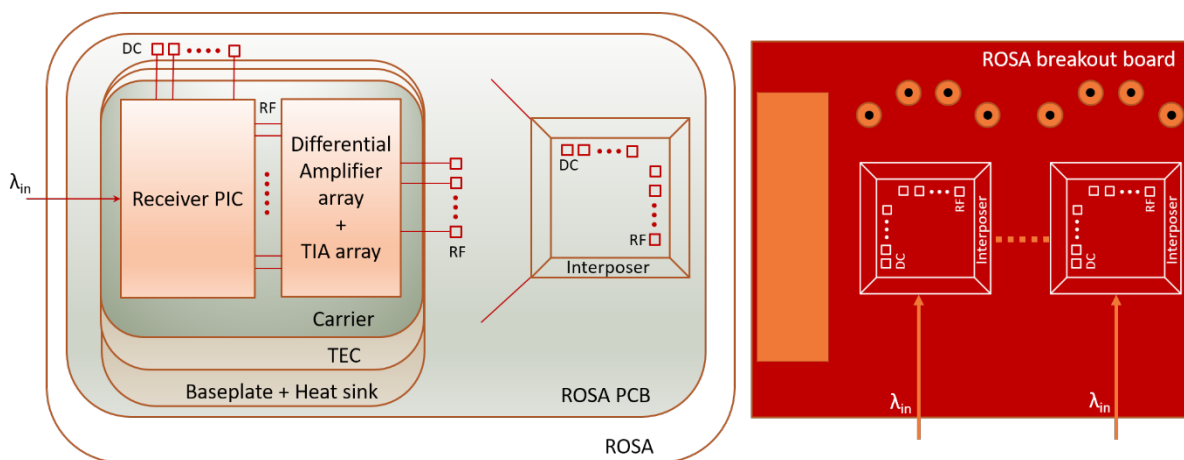 DC
RF
λin
Receiver PIC
Differential
Amplifier
array
+
TIA array
RF
Carrier
TEC
Baseplate + Heat sink
DC
RF
Interposer
ROSA PCB
ROSA
ROSA breakout board
RF
DC
Interposer
RF
DC
Interposer
λin
λin